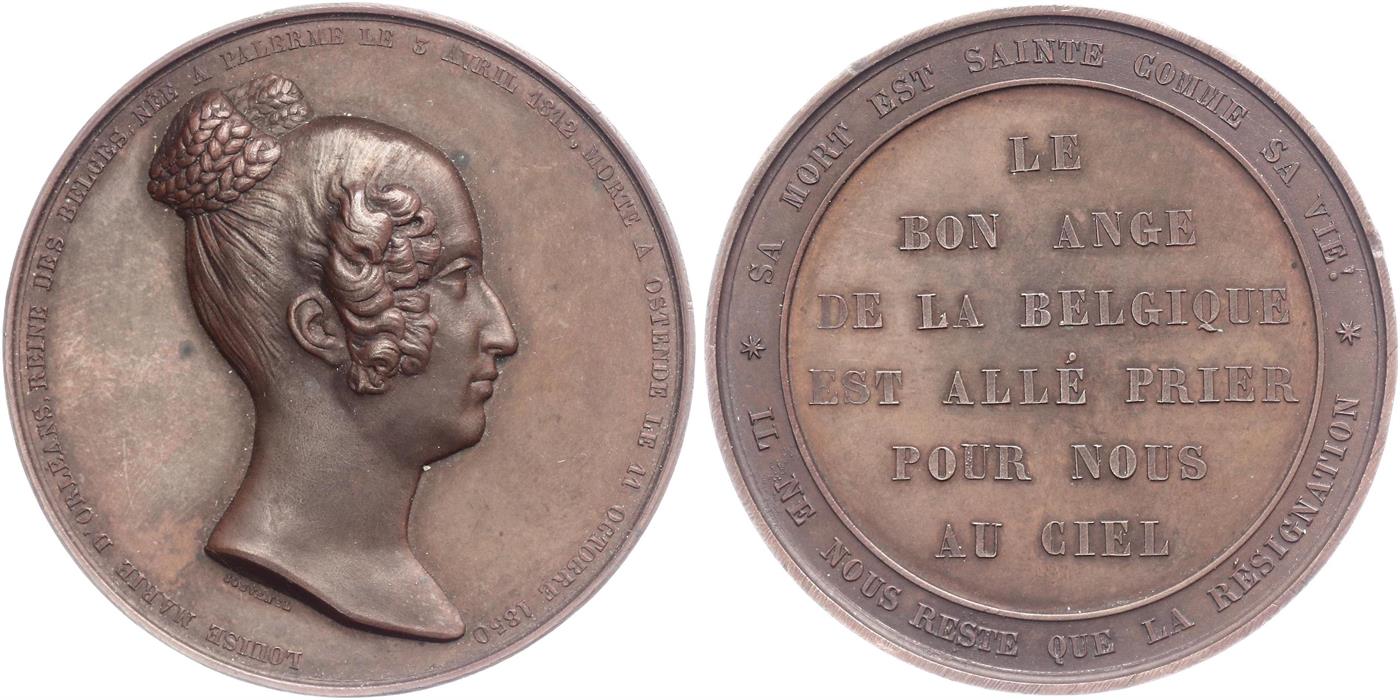 LOUISE MARIE D'ORLÉANS, REINE DES BELGES, NÉE A PALERME LE 3 AVRIL 1812, MORTE A OSTENDE LE 11 OCTOBRE 1850
JOUVENEL
SA MORT EST SAINTE COMME SA VIE!
LE
BON ANGE
DE LA BELGIQUE
EST ALLÉ PRIER
POUR NOUS
AU CIEL
* IL NE NOUS RESTE QUE LA RÉSIGNATION *